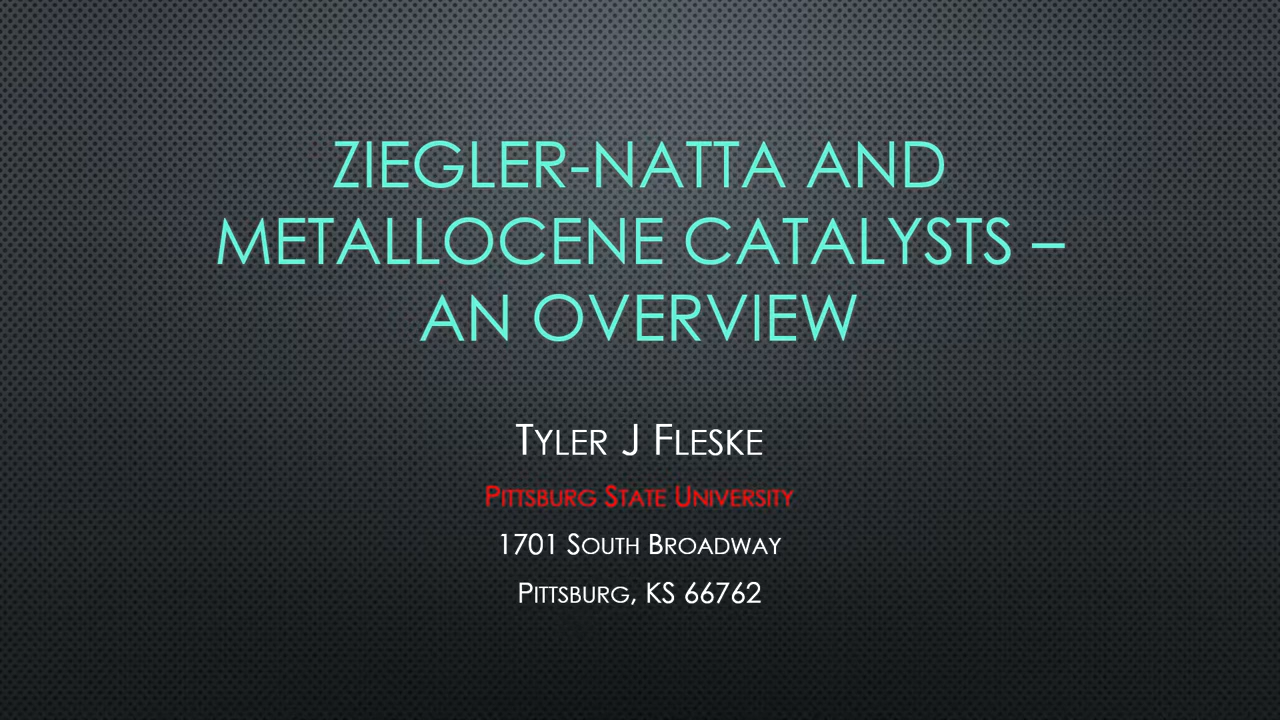 ZIEGLER-NATTA AND
METALLOCENE CATALYSTS –
AN OVERVIEW
TYLER J FLESKE
PITTSBURG STATE UNIVERSITY
1701 SOUTH BROADWAY
PITTSBURG, KS 66762